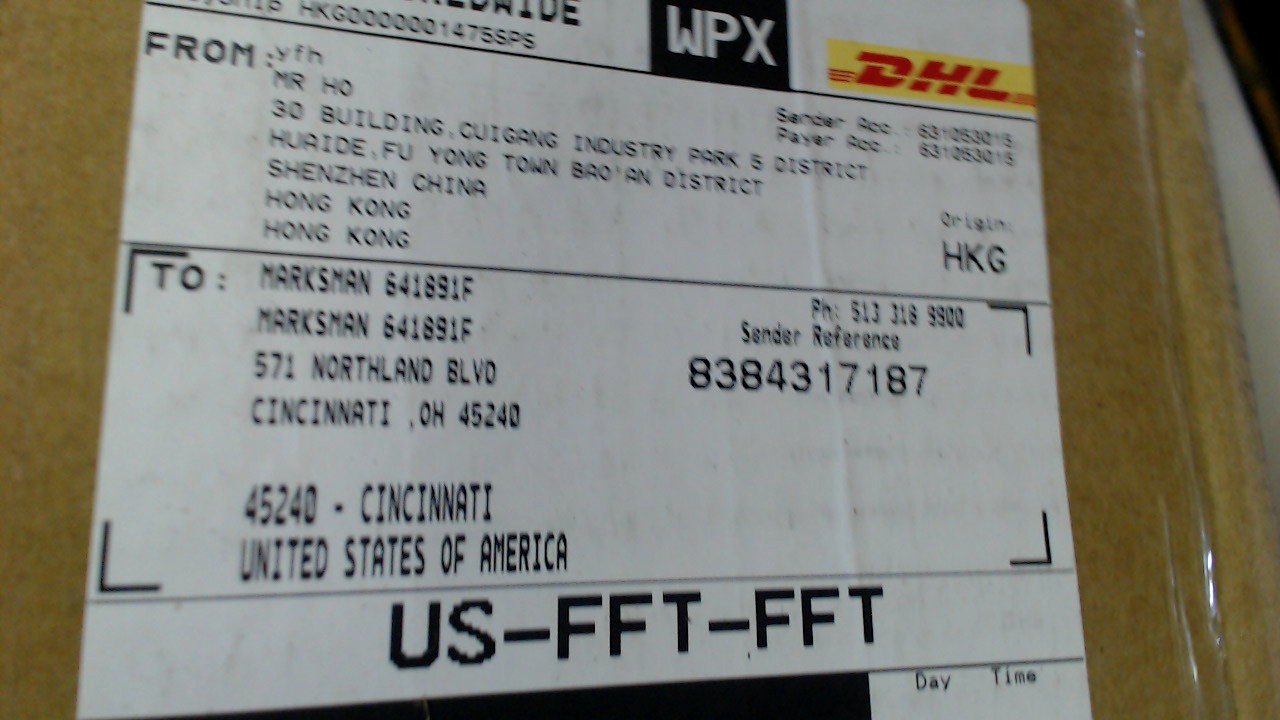 WPX
HKG0000001475SPS
DHL
FROM : yfh
MR HO
30 BUILDING,CUIGANG INDUSTRY PARK 5 DISTRICT
HUAIDE,FU YONG TOWN BAO'AN DISTRICT
SHENZHEN CHINA
HONG KONG
HONG KONG
Sender Acc.: 631053015
Payer Acc.: 631053015
Origin:
HKG
TO : MARKSMAN 641891F
MARKSMAN 641891F
571 NORTHLAND BLVD
CINCINNATI ,OH 45240
Ph: 513 318 9900
Sender Reference
8384317187
45240 - CINCINNATI
UNITED STATES OF AMERICA
US-FFT-FFT
Day Time